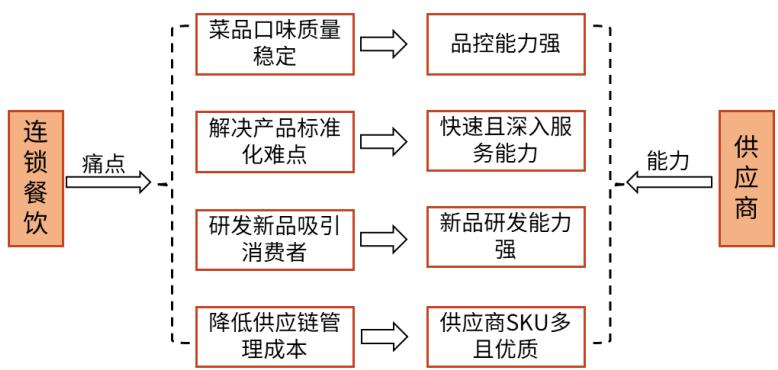 连锁餐饮
痛点
菜品口味质量
稳定
品控能力强
解决产品标准
化难点
快速且深入服
务能力
研发新品吸引
消费者
新品研发能力
强
降低供应链管
理成本
供应商SKU多
且优质
能力
供应商